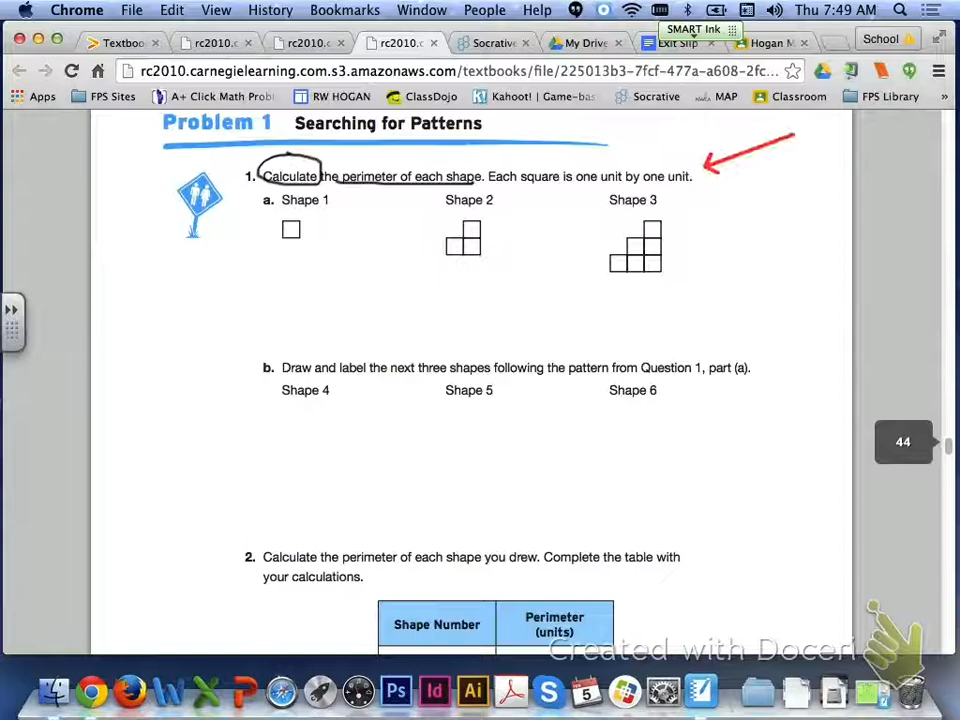 Chrome File Edit View History Bookmarks Window People Help Thu 7:49 AM
SMART Ink
Textboo rc2010.c rc2010.c rc2010.c Socrative My Drive Exit Slip Hogan M School
rc2010.carnegielearning.com.s3.amazonaws.com/textbooks/file/225013b3-7fcf-477a-a608-2fc...
Apps FPS Sites A+ Click Math Prob RW HOGAN ClassDojo Kahoot! | Game-bas Socrative MAP Classroom FPS Library »
Problem 1 Searching for Patterns
1. Calculate the perimeter of each shape. Each square is one unit by one unit.
a. Shape 1 Shape 2 Shape 3
b. Draw and label the next three shapes following the pattern from Question 1, part (a).
Shape 4 Shape 5 Shape 6
44
2. Calculate the perimeter of each shape you drew. Complete the table with
your calculations.
Shape Number Perimeter
(units)
Created with Doceri
W X P Ps Id Ai S 5